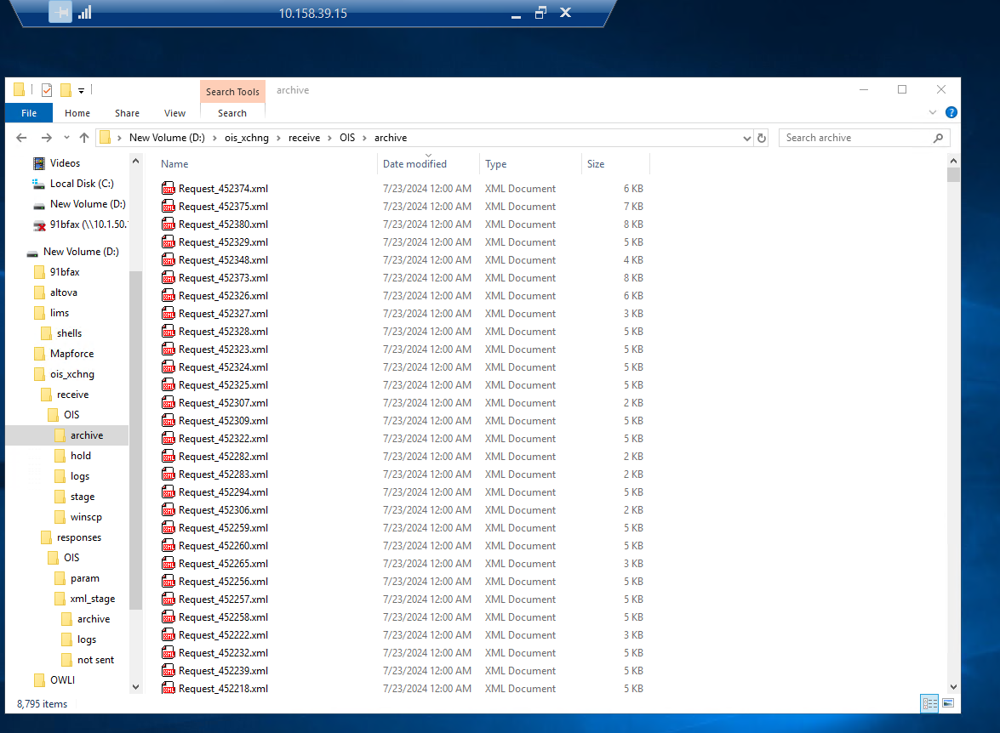 10.158.39.15
Search Tools
archive
File
Home
Share
View
Search
New Volume (D:)
ois_xchng
receive
OIS
archive
Search archive
Videos
Local Disk (C:)
New Volume (D:)
91bfax (\\10.1.50.
New Volume (D:)
91bfax
altova
lims
shells
Mapforce
ois_xchng
receive
OIS
archive
hold
logs
stage
winscp
responses
OIS
param
xml_stage
archive
logs
not sent
OWLI
Name Date modified Type Size
Request_452374.xml 7/23/2024 12:00 AM XML Document 6 KB
Request_452375.xml 7/23/2024 12:00 AM XML Document 7 KB
Request_452380.xml 7/23/2024 12:00 AM XML Document 8 KB
Request_452329.xml 7/23/2024 12:00 AM XML Document 5 KB
Request_452348.xml 7/23/2024 12:00 AM XML Document 4 KB
Request_452373.xml 7/23/2024 12:00 AM XML Document 8 KB
Request_452326.xml 7/23/2024 12:00 AM XML Document 6 KB
Request_452327.xml 7/23/2024 12:00 AM XML Document 3 KB
Request_452328.xml 7/23/2024 12:00 AM XML Document 5 KB
Request_452323.xml 7/23/2024 12:00 AM XML Document 5 KB
Request_452324.xml 7/23/2024 12:00 AM XML Document 5 KB
Request_452325.xml 7/23/2024 12:00 AM XML Document 5 KB
Request_452307.xml 7/23/2024 12:00 AM XML Document 2 KB
Request_452309.xml 7/23/2024 12:00 AM XML Document 5 KB
Request_452322.xml 7/23/2024 12:00 AM XML Document 5 KB
Request_452282.xml 7/23/2024 12:00 AM XML Document 2 KB
Request_452283.xml 7/23/2024 12:00 AM XML Document 2 KB
Request_452294.xml 7/23/2024 12:00 AM XML Document 5 KB
Request_452306.xml 7/23/2024 12:00 AM XML Document 2 KB
Request_452259.xml 7/23/2024 12:00 AM XML Document 5 KB
Request_452260.xml 7/23/2024 12:00 AM XML Document 5 KB
Request_452265.xml 7/23/2024 12:00 AM XML Document 3 KB
Request_452256.xml 7/23/2024 12:00 AM XML Document 5 KB
Request_452257.xml 7/23/2024 12:00 AM XML Document 5 KB
Request_452258.xml 7/23/2024 12:00 AM XML Document 5 KB
Request_452222.xml 7/23/2024 12:00 AM XML Document 3 KB
Request_452232.xml 7/23/2024 12:00 AM XML Document 5 KB
Request_452239.xml 7/23/2024 12:00 AM XML Document 5 KB
Request_452218.xml 7/23/2024 12:00 AM XML Document 5 KB
8,795 items